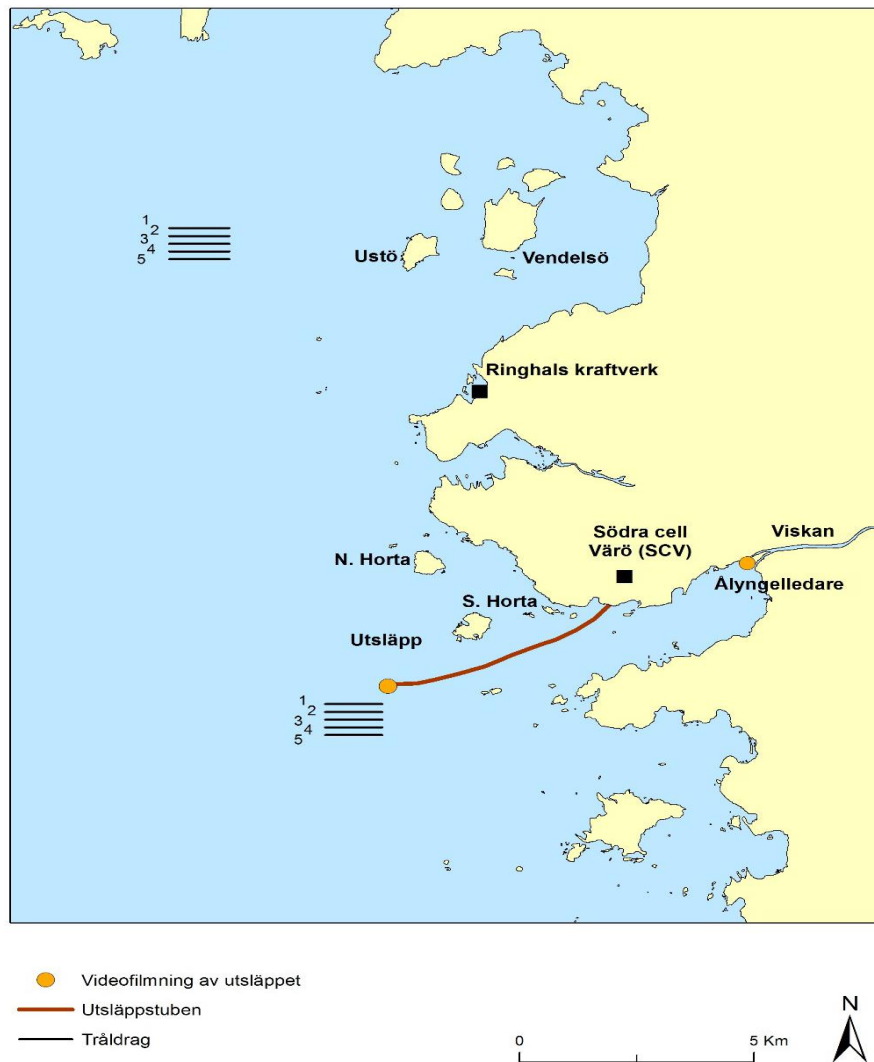 1
2
3
4
5
Ustö
Vendelsö
Ringhals kraftverk
Södra cell
Värö (SCV)
Viskan
Ålyngelledare
N. Horta
S. Horta
Utsläpp
1
2
3
4
5
Videofilmning av utsläppet
Utsläppstuben
Tråldrag
N
0
5 Km